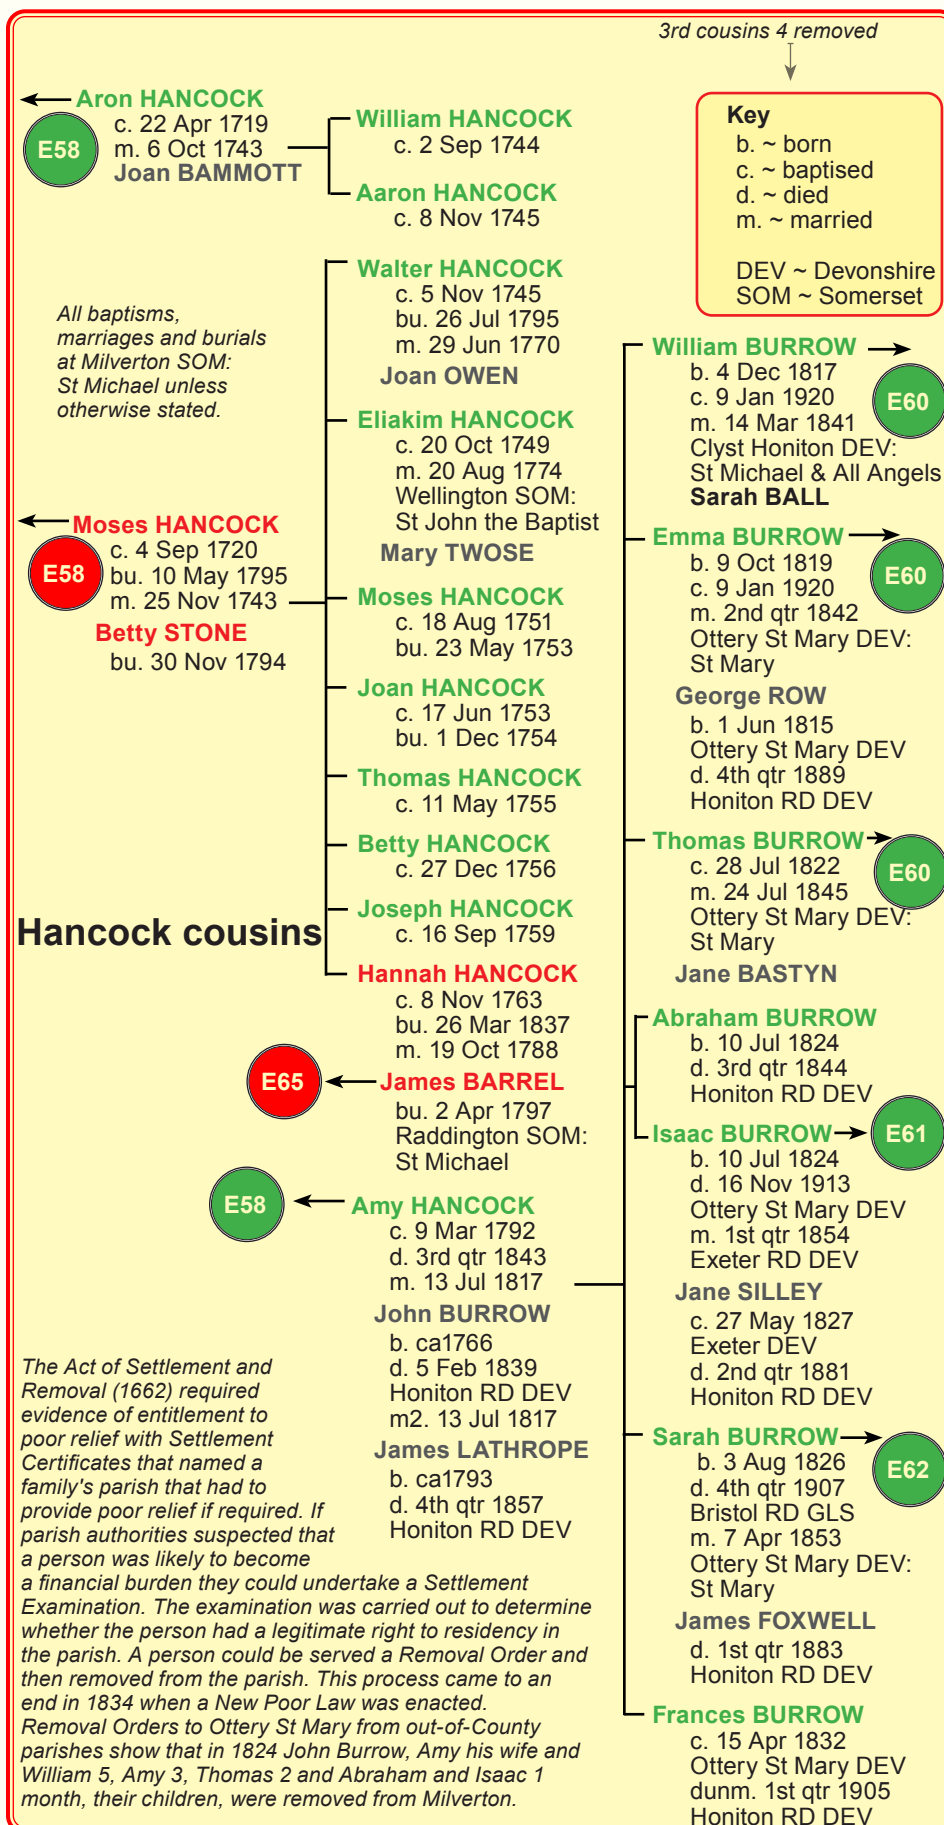 3rd cousins 4 removed
Aron HANCOCK
c. 22 Apr 1719
m. 6 Oct 1743
Joan BAMMOTT
E58
William HANCOCK
c. 2 Sep 1744
Aaron HANCOCK
c. 8 Nov 1745
Key
b. ~ born
c. ~ baptised
d. ~ died
m. ~ married
DEV ~ Devonshire
SOM ~ Somerset
All baptisms,
marriages and burials
at Milverton SOM:
St Michael unless
otherwise stated.
Moses HANCOCK
c. 4 Sep 1720
bu. 10 May 1795
m. 25 Nov 1743
E58
Betty STONE
bu. 30 Nov 1794
Hancock cousins
Walter HANCOCK
c. 5 Nov 1745
bu. 26 Jul 1795
m. 29 Jun 1770
Joan OWEN
Eliakim HANCOCK
c. 20 Oct 1749
m. 20 Aug 1774
Wellington SOM:
St John the Baptist
Mary TWOSE
Moses HANCOCK
c. 18 Aug 1751
bu. 23 May 1753
Joan HANCOCK
c. 17 Jun 1753
bu. 1 Dec 1754
Thomas HANCOCK
c. 11 May 1755
Betty HANCOCK
c. 27 Dec 1756
Joseph HANCOCK
c. 16 Sep 1759
Hannah HANCOCK
c. 8 Nov 1763
bu. 26 Mar 1837
m. 19 Oct 1788
E65
James BARREL
bu. 2 Apr 1797
Raddington SOM:
St Michael
E58
Amy HANCOCK
c. 9 Mar 1792
d. 3rd qtr 1843
m. 13 Jul 1817
John BURROW
b. ca1766
d. 5 Feb 1839
Honiton RD DEV
m2. 13 Jul 1817
James LATHROPE
b. ca1793
d. 4th qtr 1857
Honiton RD DEV
William BURROW
b. 4 Dec 1817
c. 9 Jan 1920
m. 14 Mar 1841
Clyst Honiton DEV:
St Michael & All Angels
Sarah BALL
E60
Emma BURROW
b. 9 Oct 1819
c. 9 Jan 1920
m. 2nd qtr 1842
Ottery St Mary DEV:
St Mary
E60
George ROW
b. 1 Jun 1815
Ottery St Mary DEV
d. 4th qtr 1889
Honiton RD DEV
Thomas BURROW
c. 28 Jul 1822
m. 24 Jul 1845
Ottery St Mary DEV:
St Mary
E60
Jane BASTYN
Abraham BURROW
b. 10 Jul 1824
d. 3rd qtr 1844
Honiton RD DEV
Isaac BURROW
b. 10 Jul 1824
d. 16 Nov 1913
Ottery St Mary DEV
m. 1st qtr 1854
Exeter RD DEV
E61
Jane SILLEY
c. 27 May 1827
Exeter DEV
d. 2nd qtr 1881
Honiton RD DEV
Sarah BURROW
b. 3 Aug 1826
d. 4th qtr 1907
Bristol RD GLS
m. 7 Apr 1853
Ottery St Mary DEV:
St Mary
E62
James FOXWELL
d. 1st qtr 1883
Honiton RD DEV
Frances BURROW
c. 15 Apr 1832
Ottery St Mary DEV
dunm. 1st qtr 1905
Honiton RD DEV
The Act of Settlement and
Removal (1662) required
evidence of entitlement to
poor relief with Settlement
Certificates that named a
family's parish that had to
provide poor relief if required. If
parish authorities suspected that
a person was likely to become
a financial burden they could undertake a Settlement
Examination. The examination was carried out to determine
whether the person had a legitimate right to residency in
the parish. A person could be served a Removal Order and
then removed from the parish. This process came to an
end in 1834 when a New Poor Law was enacted.
Removal Orders to Ottery St Mary from out-of-County
parishes show that in 1824 John Burrow, Amy his wife and
William 5, Amy 3, Thomas 2 and Abraham and Isaac 1
month, their children, were removed from Milverton.